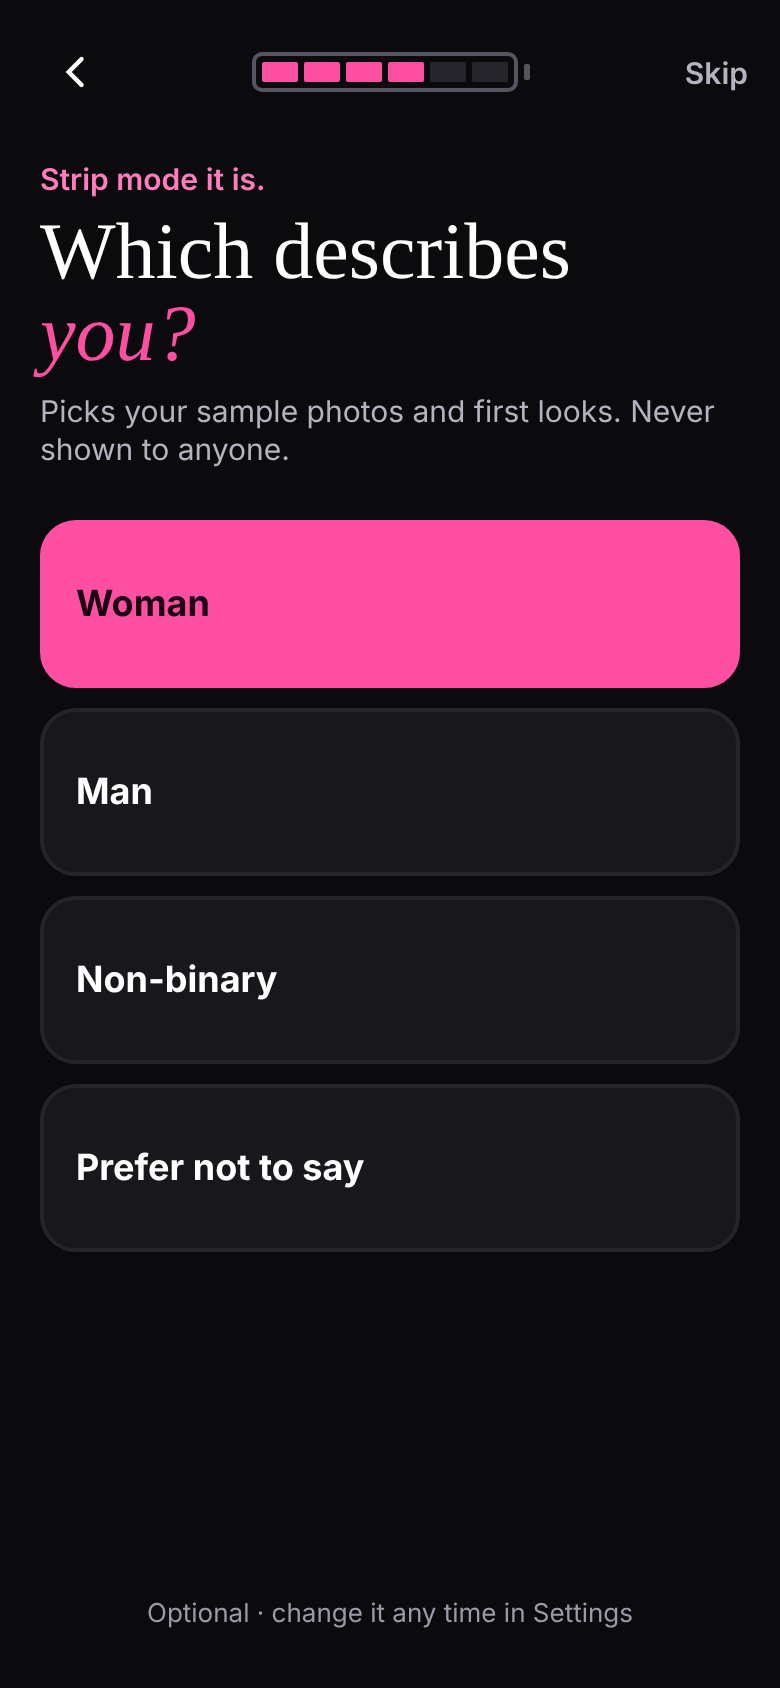 Skip
Strip mode it is.
Which describes
you?
Picks your sample photos and first looks. Never
shown to anyone.
Woman
Man
Non-binary
Prefer not to say
Optional · change it any time in Settings